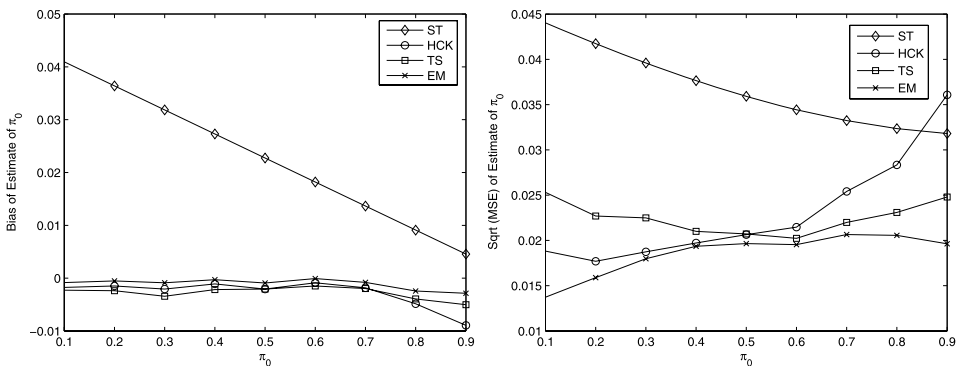 Bias of Estimate of π0
0.05
0.04
0.03
0.02
0.01
0
−0.01
0.1 0.2 0.3 0.4 0.5 0.6 0.7 0.8 0.9
π0
ST
HCK
TS
EM
Sqrt (MSE) of Estimate of π0
0.045
0.04
0.035
0.03
0.025
0.02
0.015
0.01
0.1 0.2 0.3 0.4 0.5 0.6 0.7 0.8 0.9
π0
ST
HCK
TS
EM